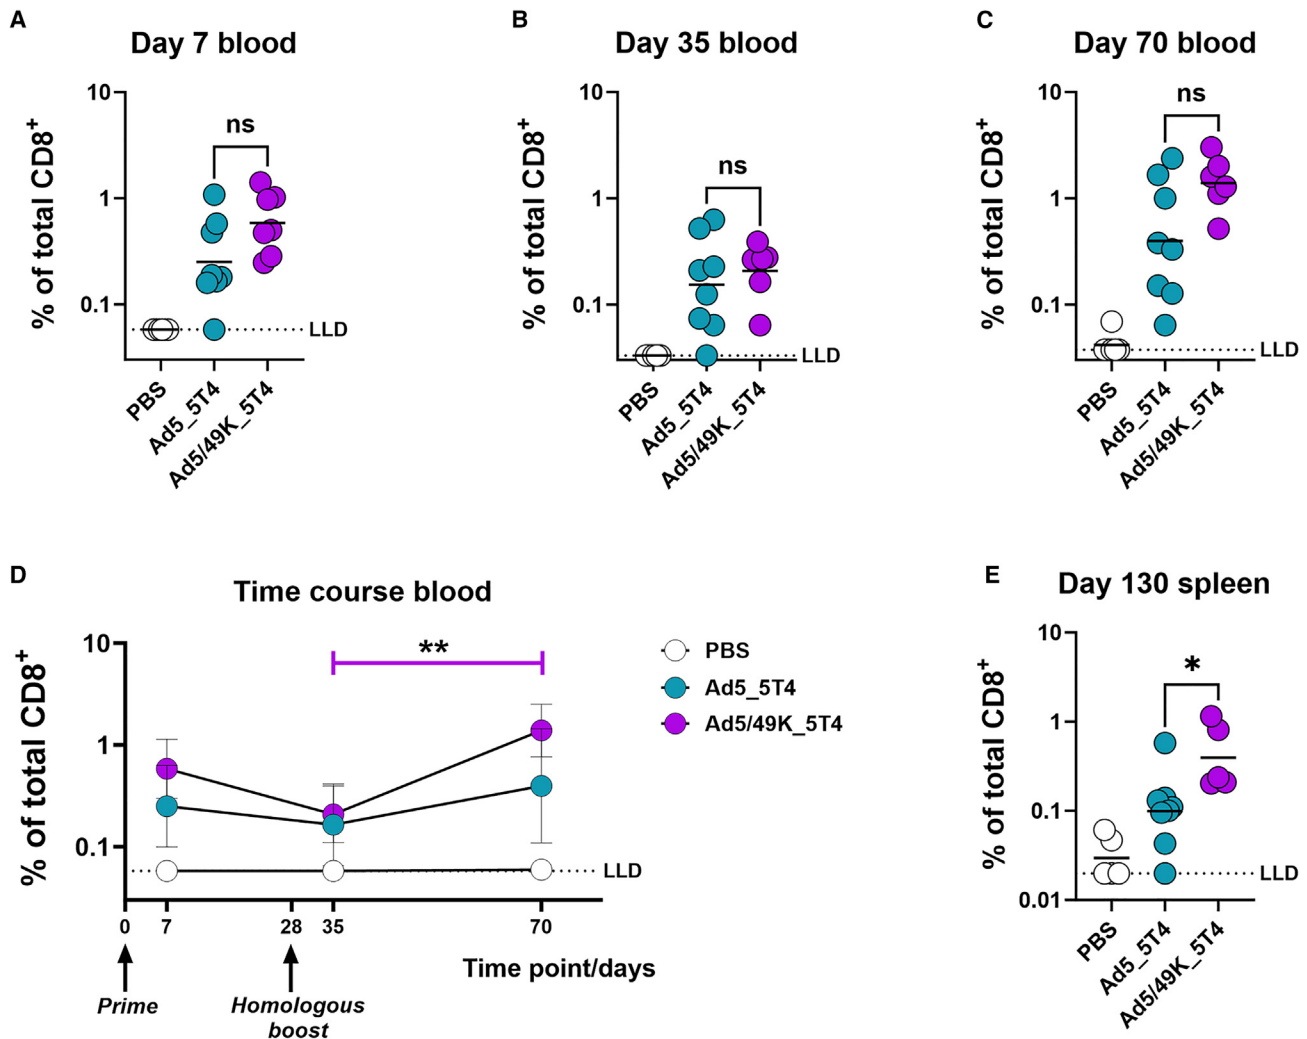 A
Day 7 blood
% of total CD8+
10
1
0.1
ns
LLD
PBS
Ad5_5T4
Ad5/49K_5T4
B
Day 35 blood
% of total CD8+
10
1
0.1
ns
LLD
PBS
Ad5_5T4
Ad5/49K_5T4
C
Day 70 blood
% of total CD8+
10
1
0.1
ns
LLD
PBS
Ad5_5T4
Ad5/49K_5T4
D
Time course blood
% of total CD8+
10
1
0.1
**
LLD
0 7 28 35 70
Time point/days
Prime
Homologous
boost
PBS
Ad5_5T4
Ad5/49K_5T4
E
Day 130 spleen
% of total CD8+
10
1
0.1
0.01
*
LLD
PBS
Ad5_5T4
Ad5/49K_5T4